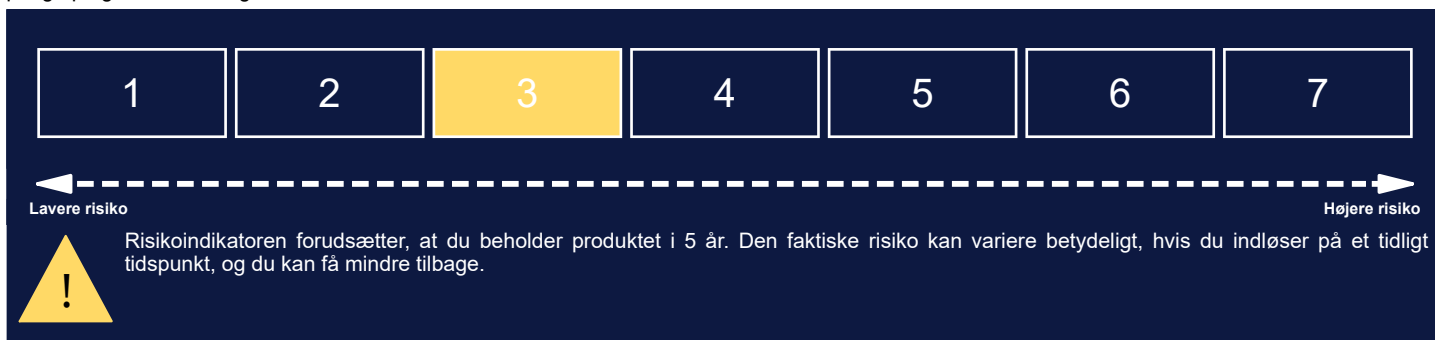 1 2 3 4 5 6 7
Lavere risiko Højere risiko
Risikoindikatoren forudsætter, at du beholder produktet i 5 år. Den faktiske risiko kan variere betydeligt, hvis du indløser på et tidligt
tidspunkt, og du kan få mindre tilbage.
!